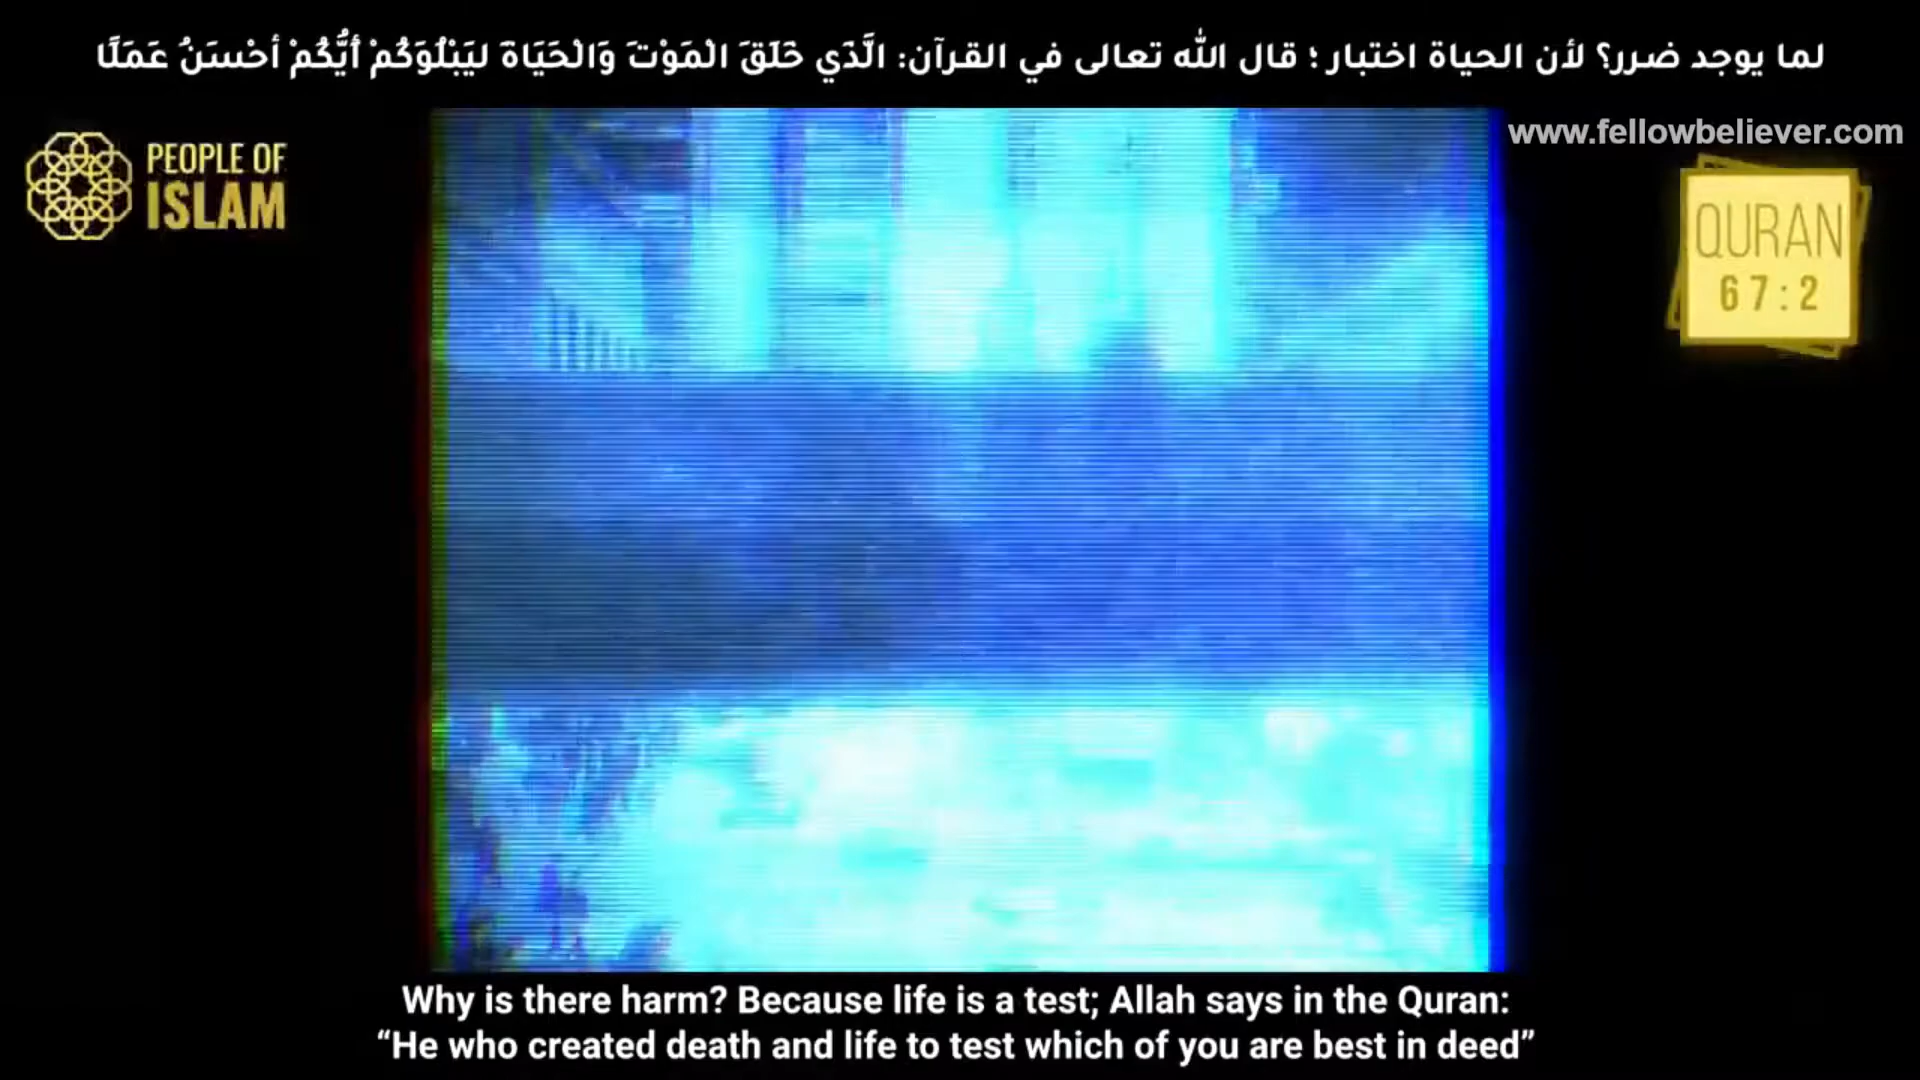 لما يوجد ضرر؟ لأن الحياة اختبار ؛ قال الله تعالى في القرآن: الَّذَي خَلَقَ الْمَوْتَ وَالْحَيَاةَ ليَبْلُوَكُمْ أَيُّكُمْ أحْسَنُ عَمَلًا
www.fellowbeliever.com
PEOPLE OF
ISLAM
QURAN
67:2
Why is there harm? Because life is a test; Allah says in the Quran:
“He who created death and life to test which of you are best in deed”